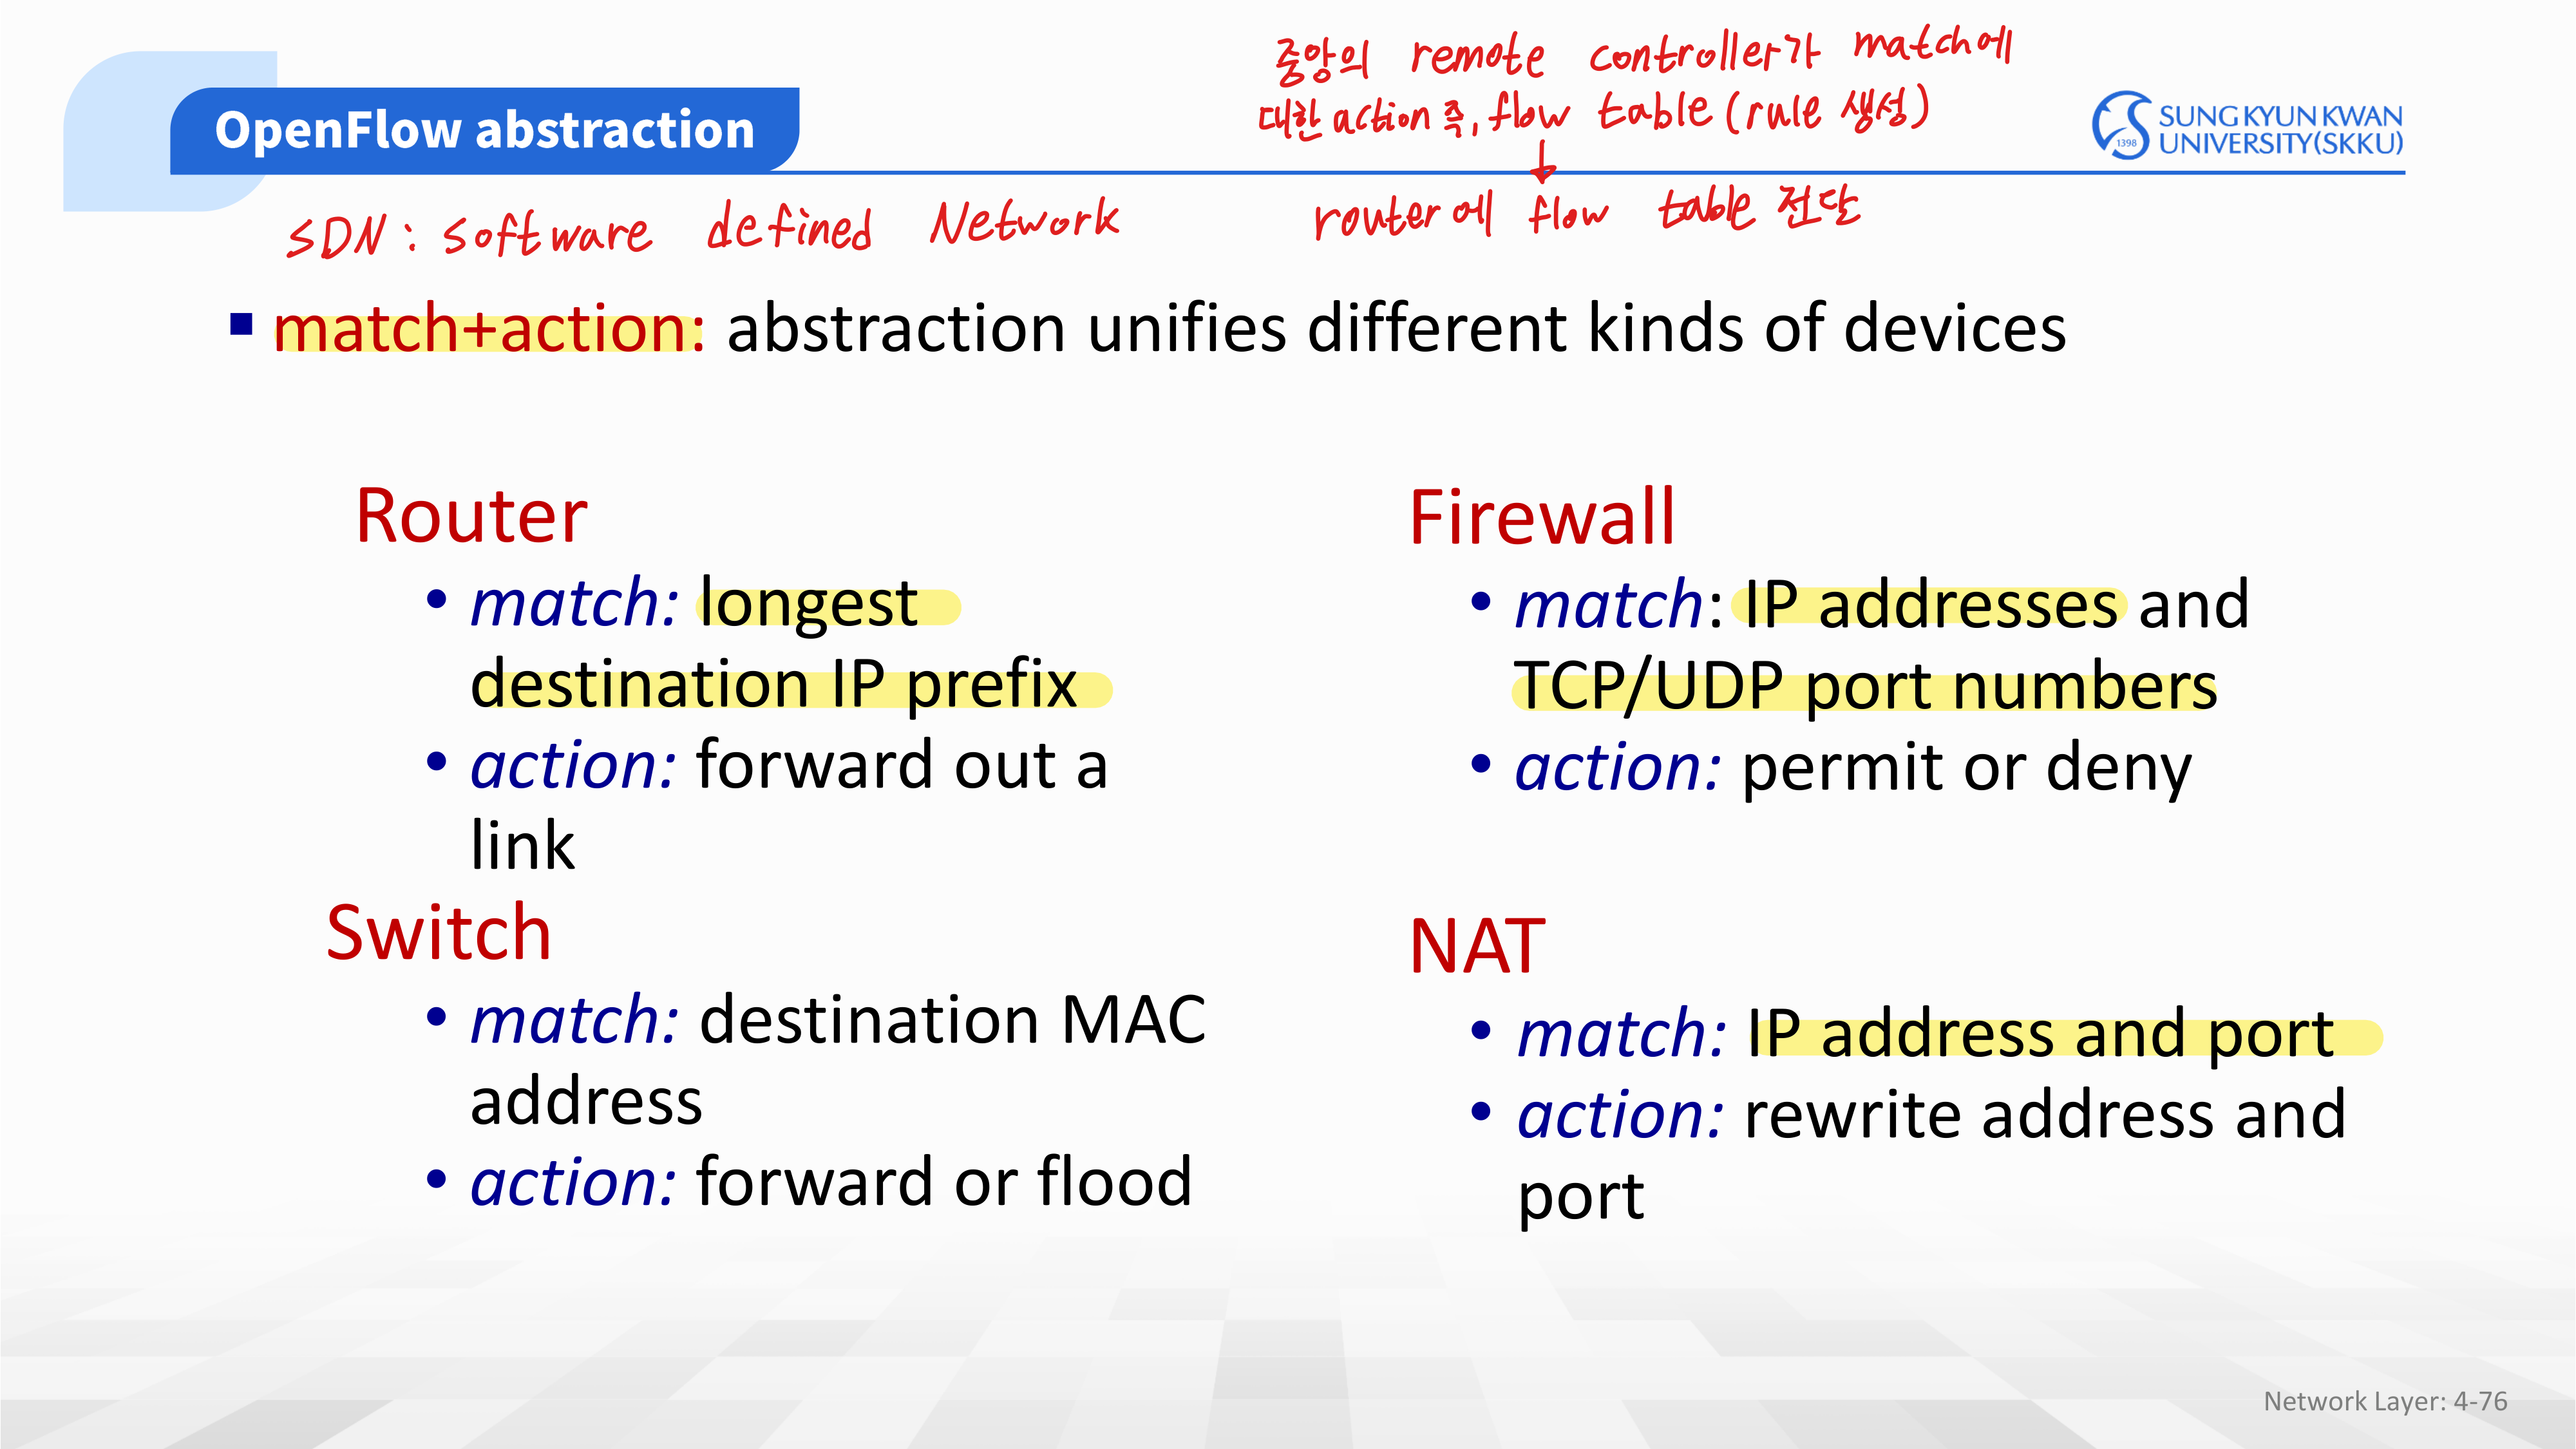 중앙의 remote controller가 match에
대한 action 즉, flow table (rule 생성)
↓
router에 flow table 전달
OpenFlow abstraction
1398
SUNG KYUN KWAN
UNIVERSITY(SKKU)
SDN : software defined Network
▪ match+action: abstraction unifies different kinds of devices
Router
• match: longest
destination IP prefix
• action: forward out a
link
Switch
• match: destination MAC
address
• action: forward or flood
Firewall
• match: IP addresses and
TCP/UDP port numbers
• action: permit or deny
NAT
• match: IP address and port
• action: rewrite address and
port
Network Layer: 4-76